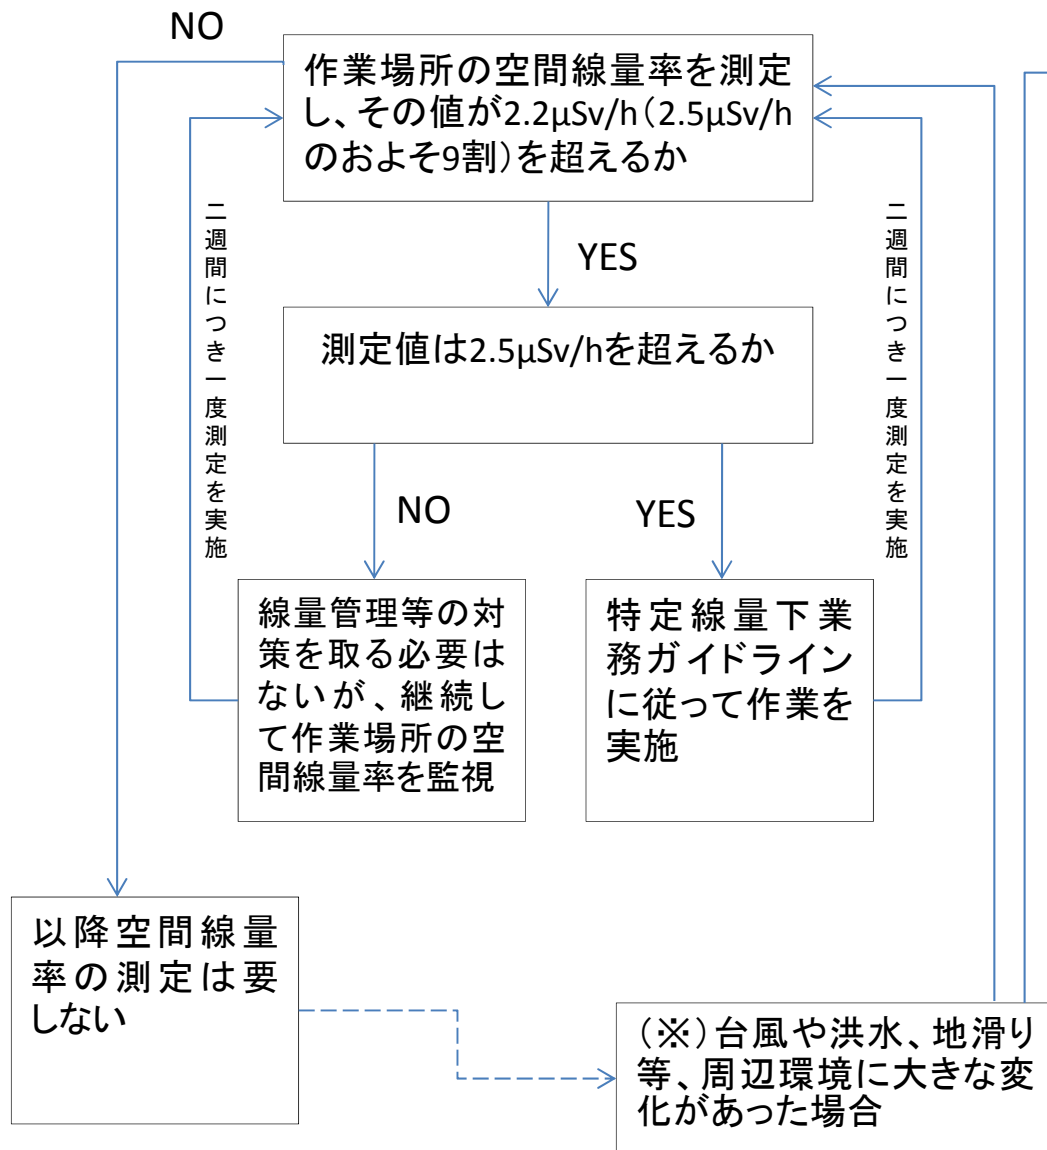 NO
作業場所の空間線量率を測定
し、その値が2.2μSv/h(2.5μSv/h
のおよそ9割)を超えるか
二週間につき一度測定を実施
二週間につき一度測定を実施
YES
測定値は2.5μSv/hを超えるか
NO
YES
線量管理等の対
策を取る必要は
ないが、継続し
て作業場所の空
間線量率を監視
特定線量下業
務ガイドライン
に従って作業を
実施
以降空間線量
率の測定は要
しない
(※)台風や洪水、地滑り
等、周辺環境に大きな変
化があった場合